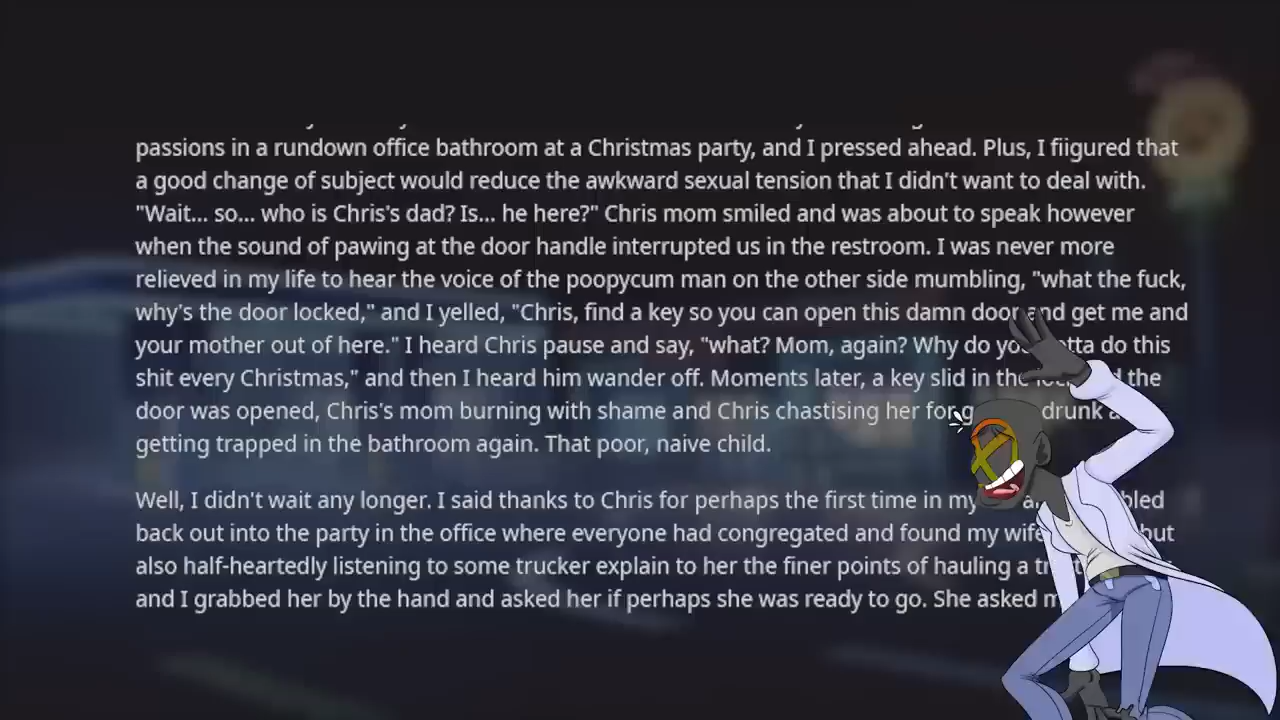 passions in a rundown office bathroom at a Christmas party, and I pressed ahead. Plus, I fiigured that
a good change of subject would reduce the awkward sexual tension that I didn't want to deal with.
"Wait... so... who is Chris's dad? Is... he here?" Chris mom smiled and was about to speak however
when the sound of pawing at the door handle interrupted us in the restroom. I was never more
relieved in my life to hear the voice of the poopycum man on the other side mumbling, "what the fuck,
why's the door locked," and I yelled, "Chris, find a key so you can open this damn door and get me and
your mother out of here." I heard Chris pause and say, "what? Mom, again? Why do you do this
shit every Christmas," and then I heard him wander off. Moments later, a key slid in the the
door was opened, Chris's mom burning with shame and Chris chastising her for drunk
getting trapped in the bathroom again. That poor, naive child.
Well, I didn't wait any longer. I said thanks to Chris for perhaps the first time in my
back out into the party in the office where everyone had congregated and found my wife but
also half-heartedly listening to some trucker explain to her the finer points of hauling a
and I grabbed her by the hand and asked her if perhaps she was ready to go. She asked